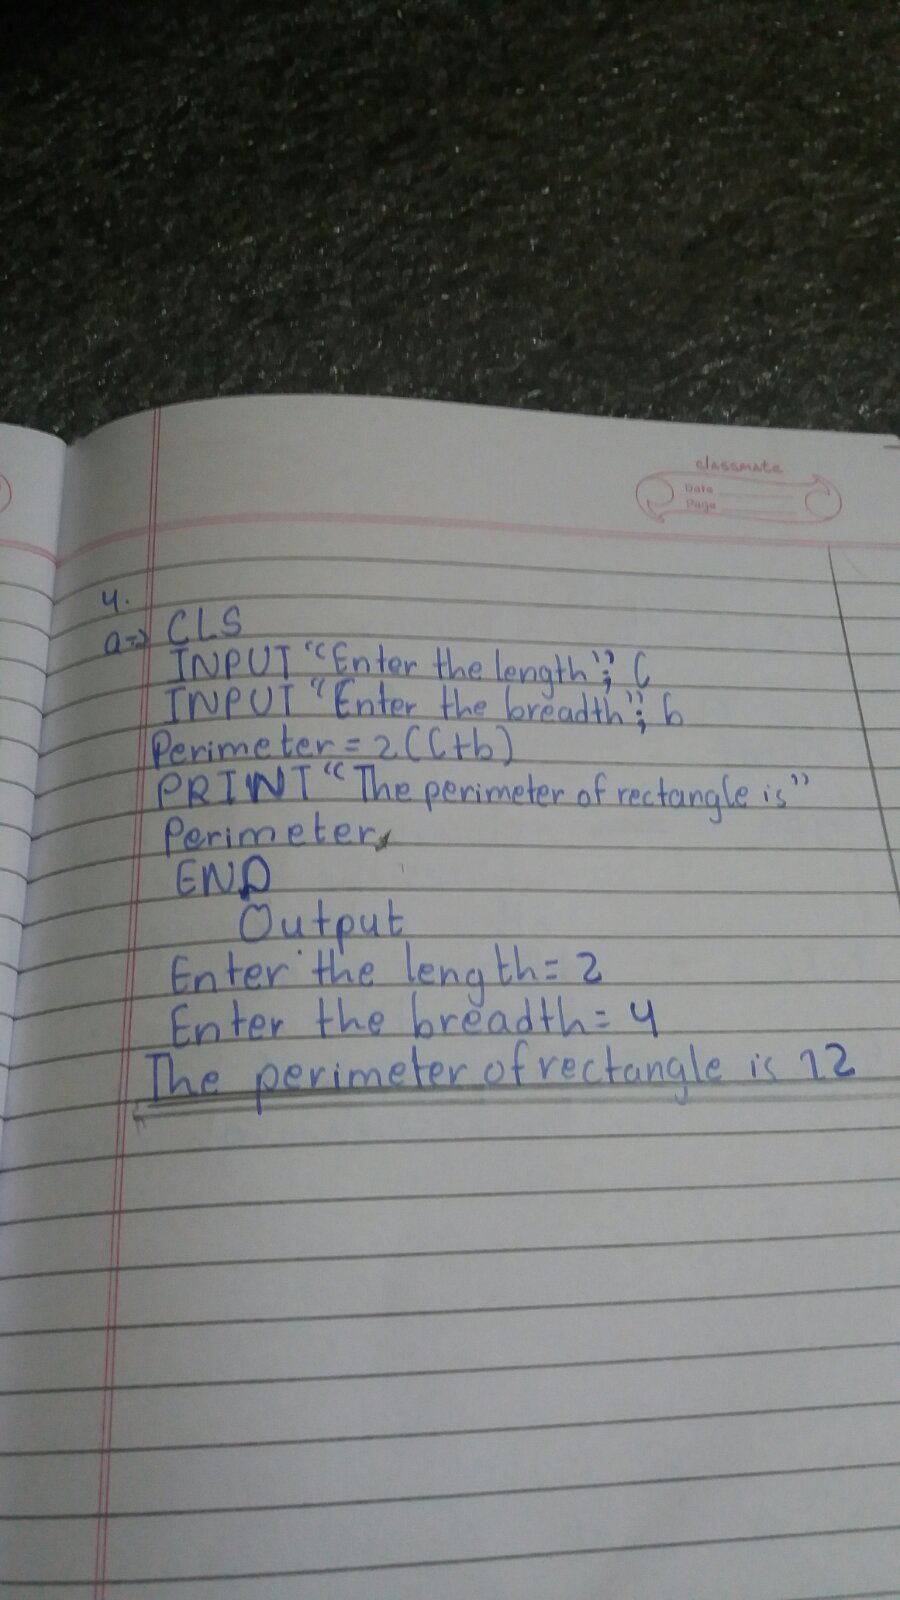 classmate
Date
Page
4.
a=> CLS
INPUT "Enter the length"; l
INPUT "Enter the breadth"; b
Perimeter = 2(l+b)
PRINT "The perimeter of rectangle is"
Perimeter
END
Output
Enter the length = 2
Enter the breadth = 4
The perimeter of rectangle is 12